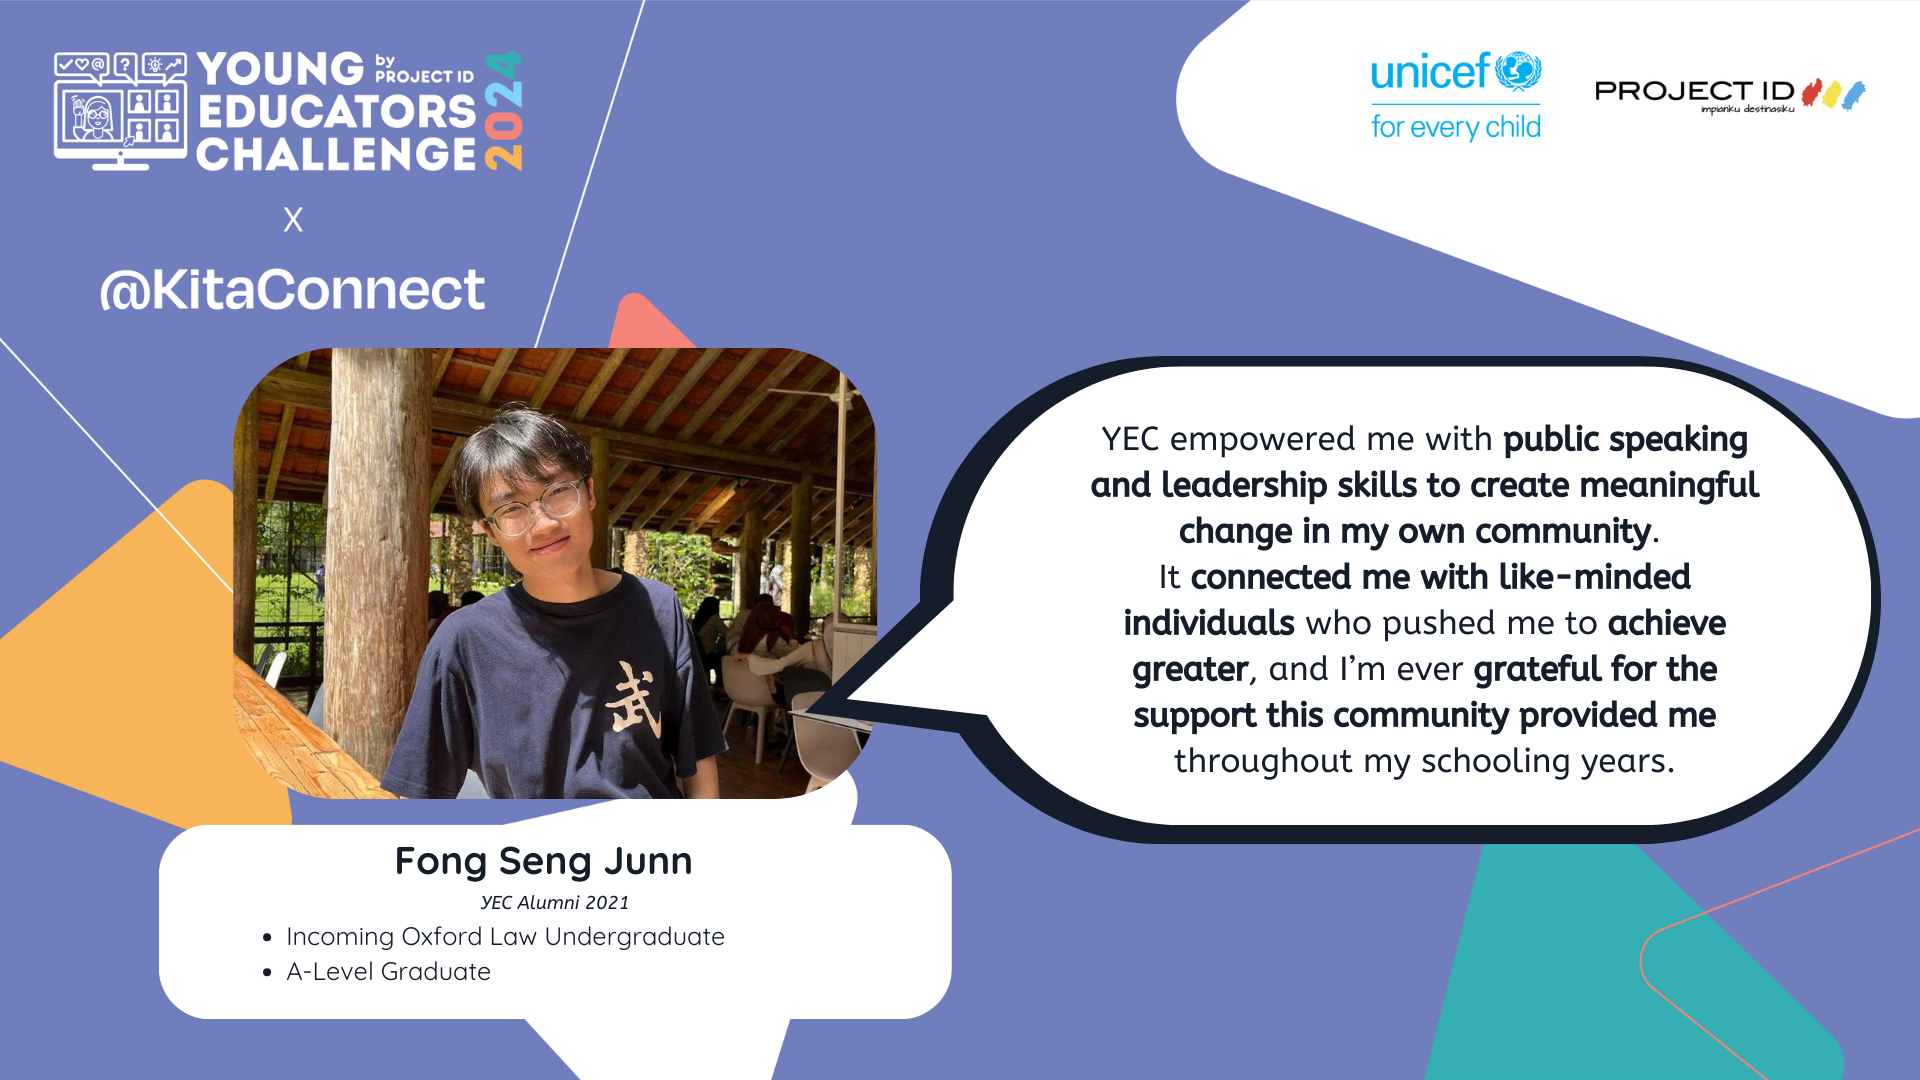 YOUNG by PROJECT ID
EDUCATORS
CHALLENGE
2024
X
@KitaConnect
unicef
for every child
PROJECT ID
impianku destinasiku
武
YEC empowered me with public speaking
and leadership skills to create meaningful
change in my own community.
It connected me with like-minded
individuals who pushed me to achieve
greater, and I’m ever grateful for the
support this community provided me
throughout my schooling years.
Fong Seng Junn
YEC Alumni 2021
• Incoming Oxford Law Undergraduate
• A-Level Graduate